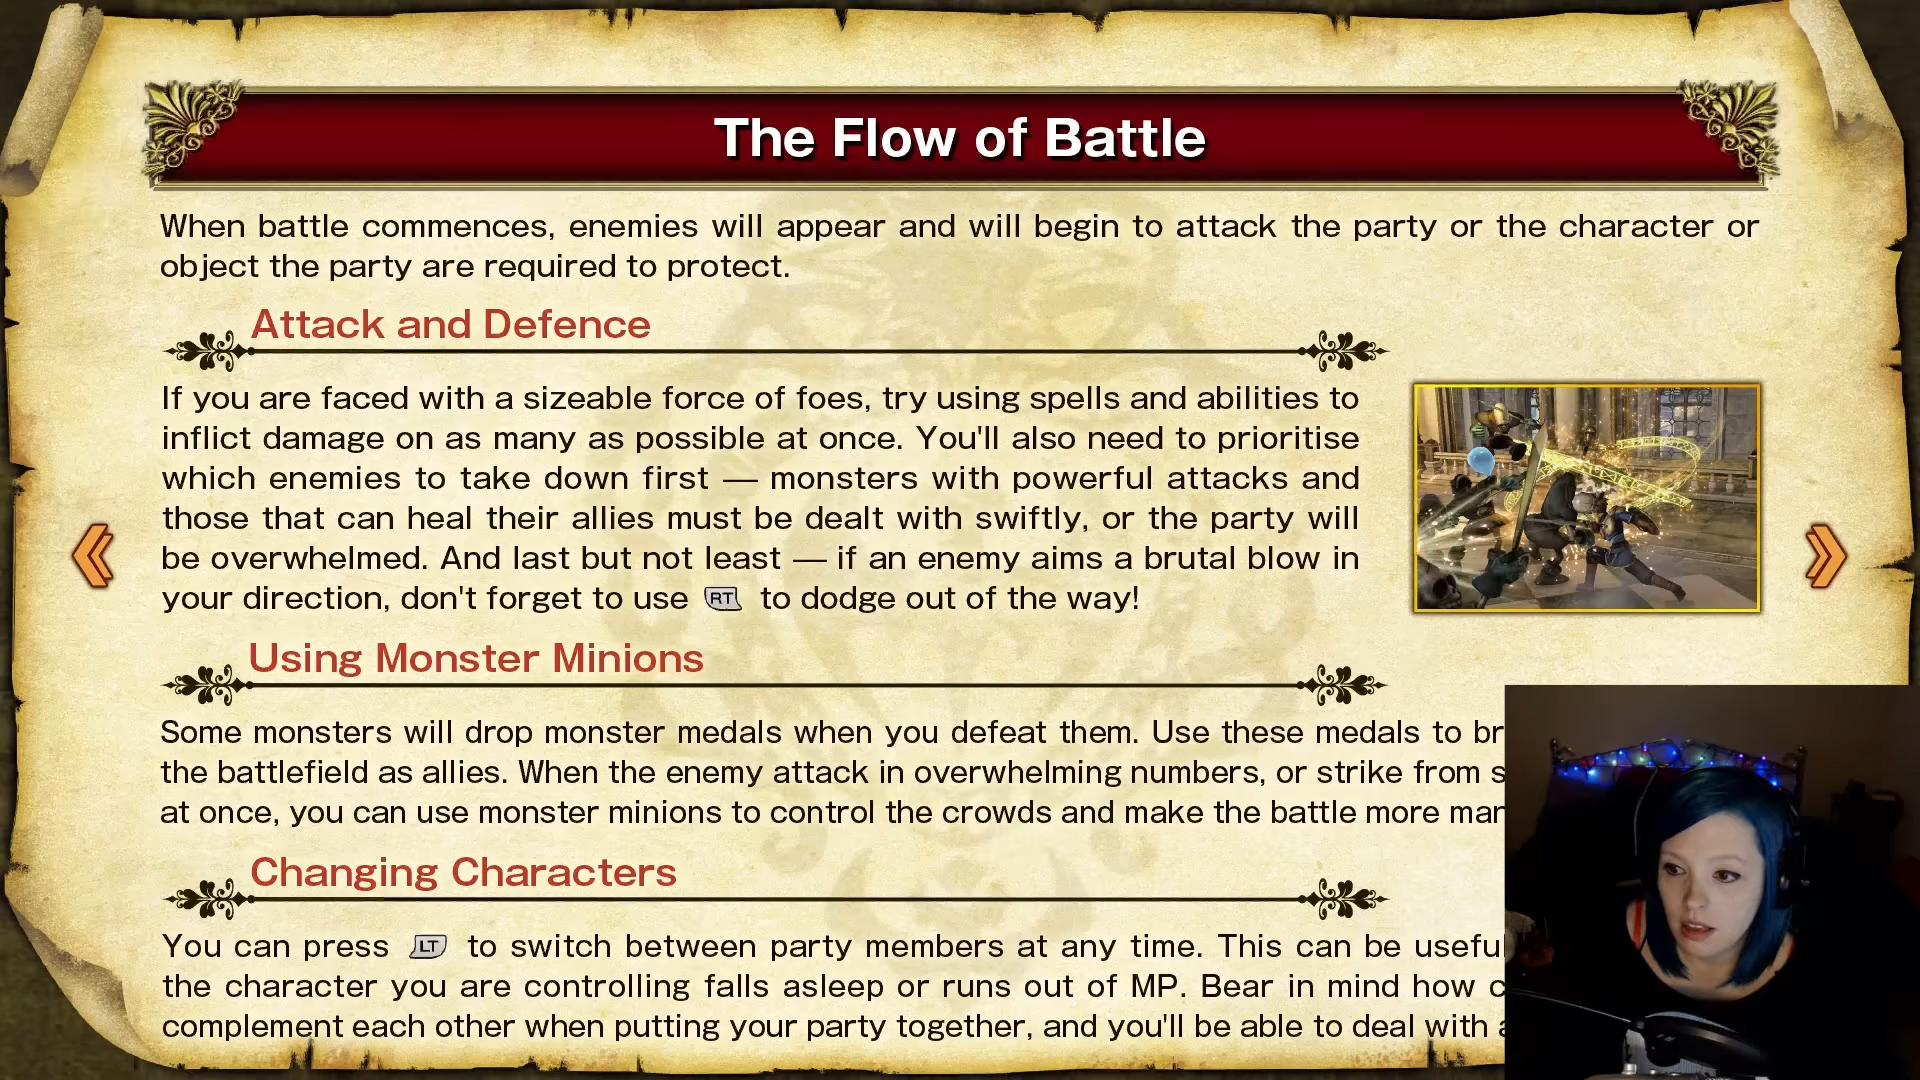 The Flow of Battle
When battle commences, enemies will appear and will begin to attack the party or the character or
object the party are required to protect.
Attack and Defence
If you are faced with a sizeable force of foes, try using spells and abilities to
inflict damage on as many as possible at once. You'll also need to prioritise
which enemies to take down first — monsters with powerful attacks and
those that can heal their allies must be dealt with swiftly, or the party will
be overwhelmed. And last but not least — if an enemy aims a brutal blow in
your direction, don't forget to use RT to dodge out of the way!
Using Monster Minions
Some monsters will drop monster medals when you defeat them. Use these medals to
the battlefield as allies. When the enemy attack in overwhelming numbers, or strike from
at once, you can use monster minions to control the crowds and make the battle more
Changing Characters
You can press LT to switch between party members at any time. This can be useful
the character you are controlling falls asleep or runs out of MP. Bear in mind how
complement each other when putting your party together, and you'll be able to deal with